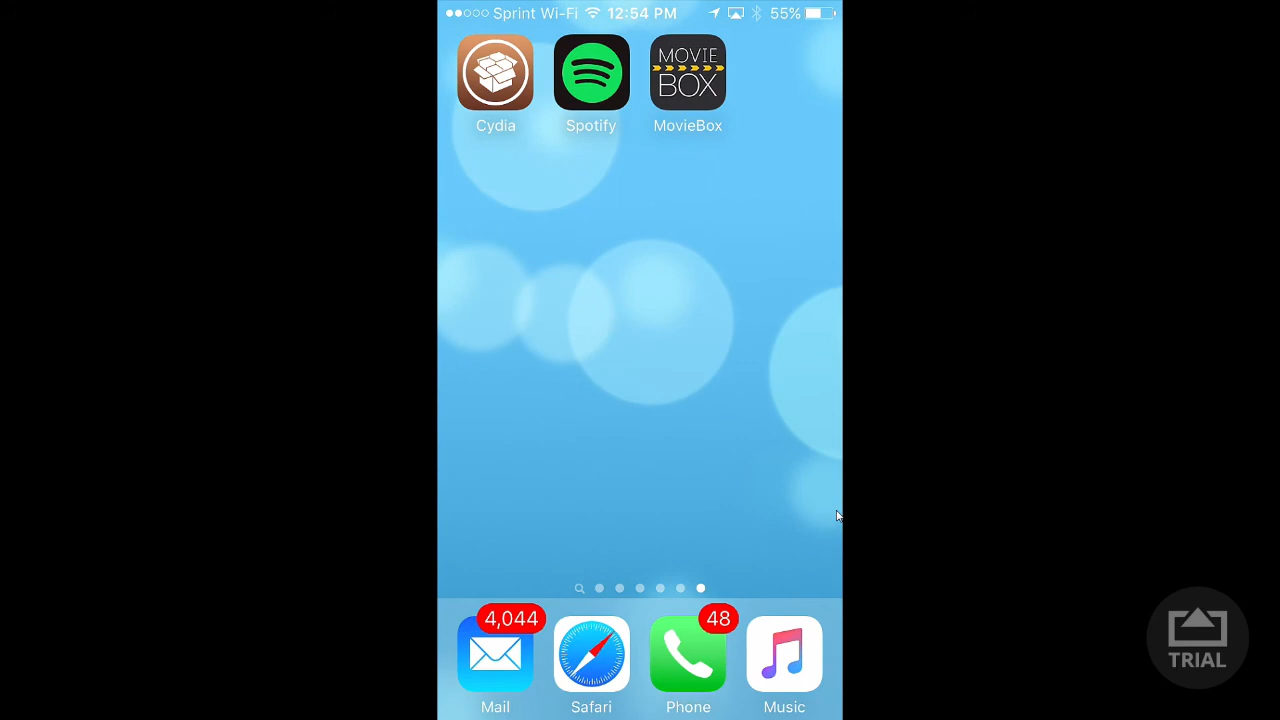 Sprint Wi-Fi 12:54 PM 55%
MOVIE
BOX
Cydia Spotify MovieBox
4,044 48
TRIAL
Mail Safari Phone Music